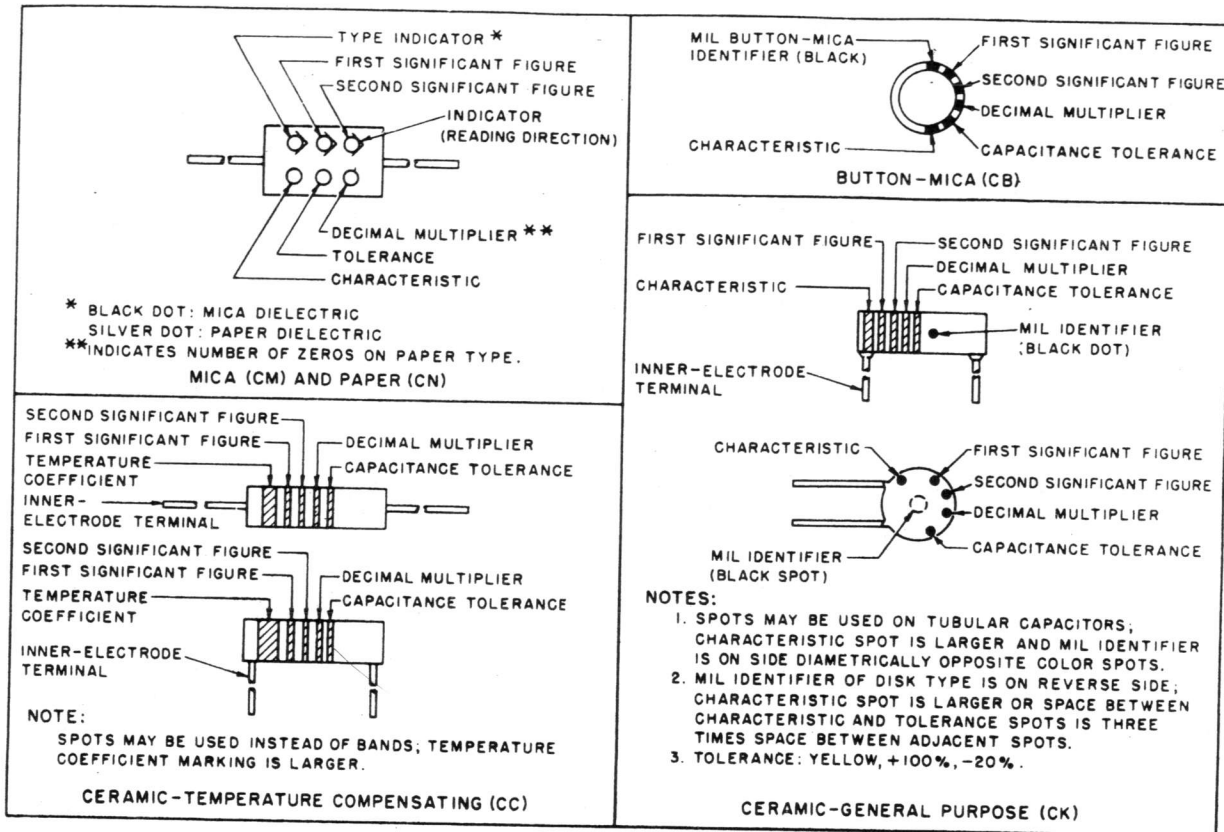 TYPE INDICATOR *
FIRST SIGNIFICANT FIGURE
SECOND SIGNIFICANT FIGURE
INDICATOR
(READING DIRECTION)
DECIMAL MULTIPLIER **
TOLERANCE
CHARACTERISTIC
* BLACK DOT: MICA DIELECTRIC
SILVER DOT: PAPER DIELECTRIC
**INDICATES NUMBER OF ZEROS ON PAPER TYPE.
MICA (CM) AND PAPER (CN)
MIL BUTTON-MICA
IDENTIFIER (BLACK)
FIRST SIGNIFICANT FIGURE
SECOND SIGNIFICANT FIGURE
DECIMAL MULTIPLIER
CHARACTERISTIC
CAPACITANCE TOLERANCE
BUTTON-MICA (CB)
SECOND SIGNIFICANT FIGURE
FIRST SIGNIFICANT FIGURE
DECIMAL MULTIPLIER
TEMPERATURE
COEFFICIENT
CAPACITANCE TOLERANCE
INNER-
ELECTRODE TERMINAL
SECOND SIGNIFICANT FIGURE
FIRST SIGNIFICANT FIGURE
DECIMAL MULTIPLIER
TEMPERATURE
COEFFICIENT
CAPACITANCE TOLERANCE
INNER-ELECTRODE
TERMINAL
NOTE:
SPOTS MAY BE USED INSTEAD OF BANDS; TEMPERATURE
COEFFICIENT MARKING IS LARGER.
CERAMIC-TEMPERATURE COMPENSATING (CC)
FIRST SIGNIFICANT FIGURE
SECOND SIGNIFICANT FIGURE
DECIMAL MULTIPLIER
CHARACTERISTIC
CAPACITANCE TOLERANCE
MIL IDENTIFIER
(BLACK DOT)
INNER-ELECTRODE
TERMINAL
CHARACTERISTIC
FIRST SIGNIFICANT FIGURE
SECOND SIGNIFICANT FIGURE
DECIMAL MULTIPLIER
CAPACITANCE TOLERANCE
MIL IDENTIFIER
(BLACK SPOT)
NOTES:
1. SPOTS MAY BE USED ON TUBULAR CAPACITORS;
CHARACTERISTIC SPOT IS LARGER AND MIL IDENTIFIER
IS ON SIDE DIAMETRICALLY OPPOSITE COLOR SPOTS.
2. MIL IDENTIFIER OF DISK TYPE IS ON REVERSE SIDE;
CHARACTERISTIC SPOT IS LARGER OR SPACE BETWEEN
CHARACTERISTIC AND TOLERANCE SPOTS IS THREE
TIMES SPACE BETWEEN ADJACENT SPOTS.
3. TOLERANCE: YELLOW, +100%, -20%.
CERAMIC-GENERAL PURPOSE (CK)